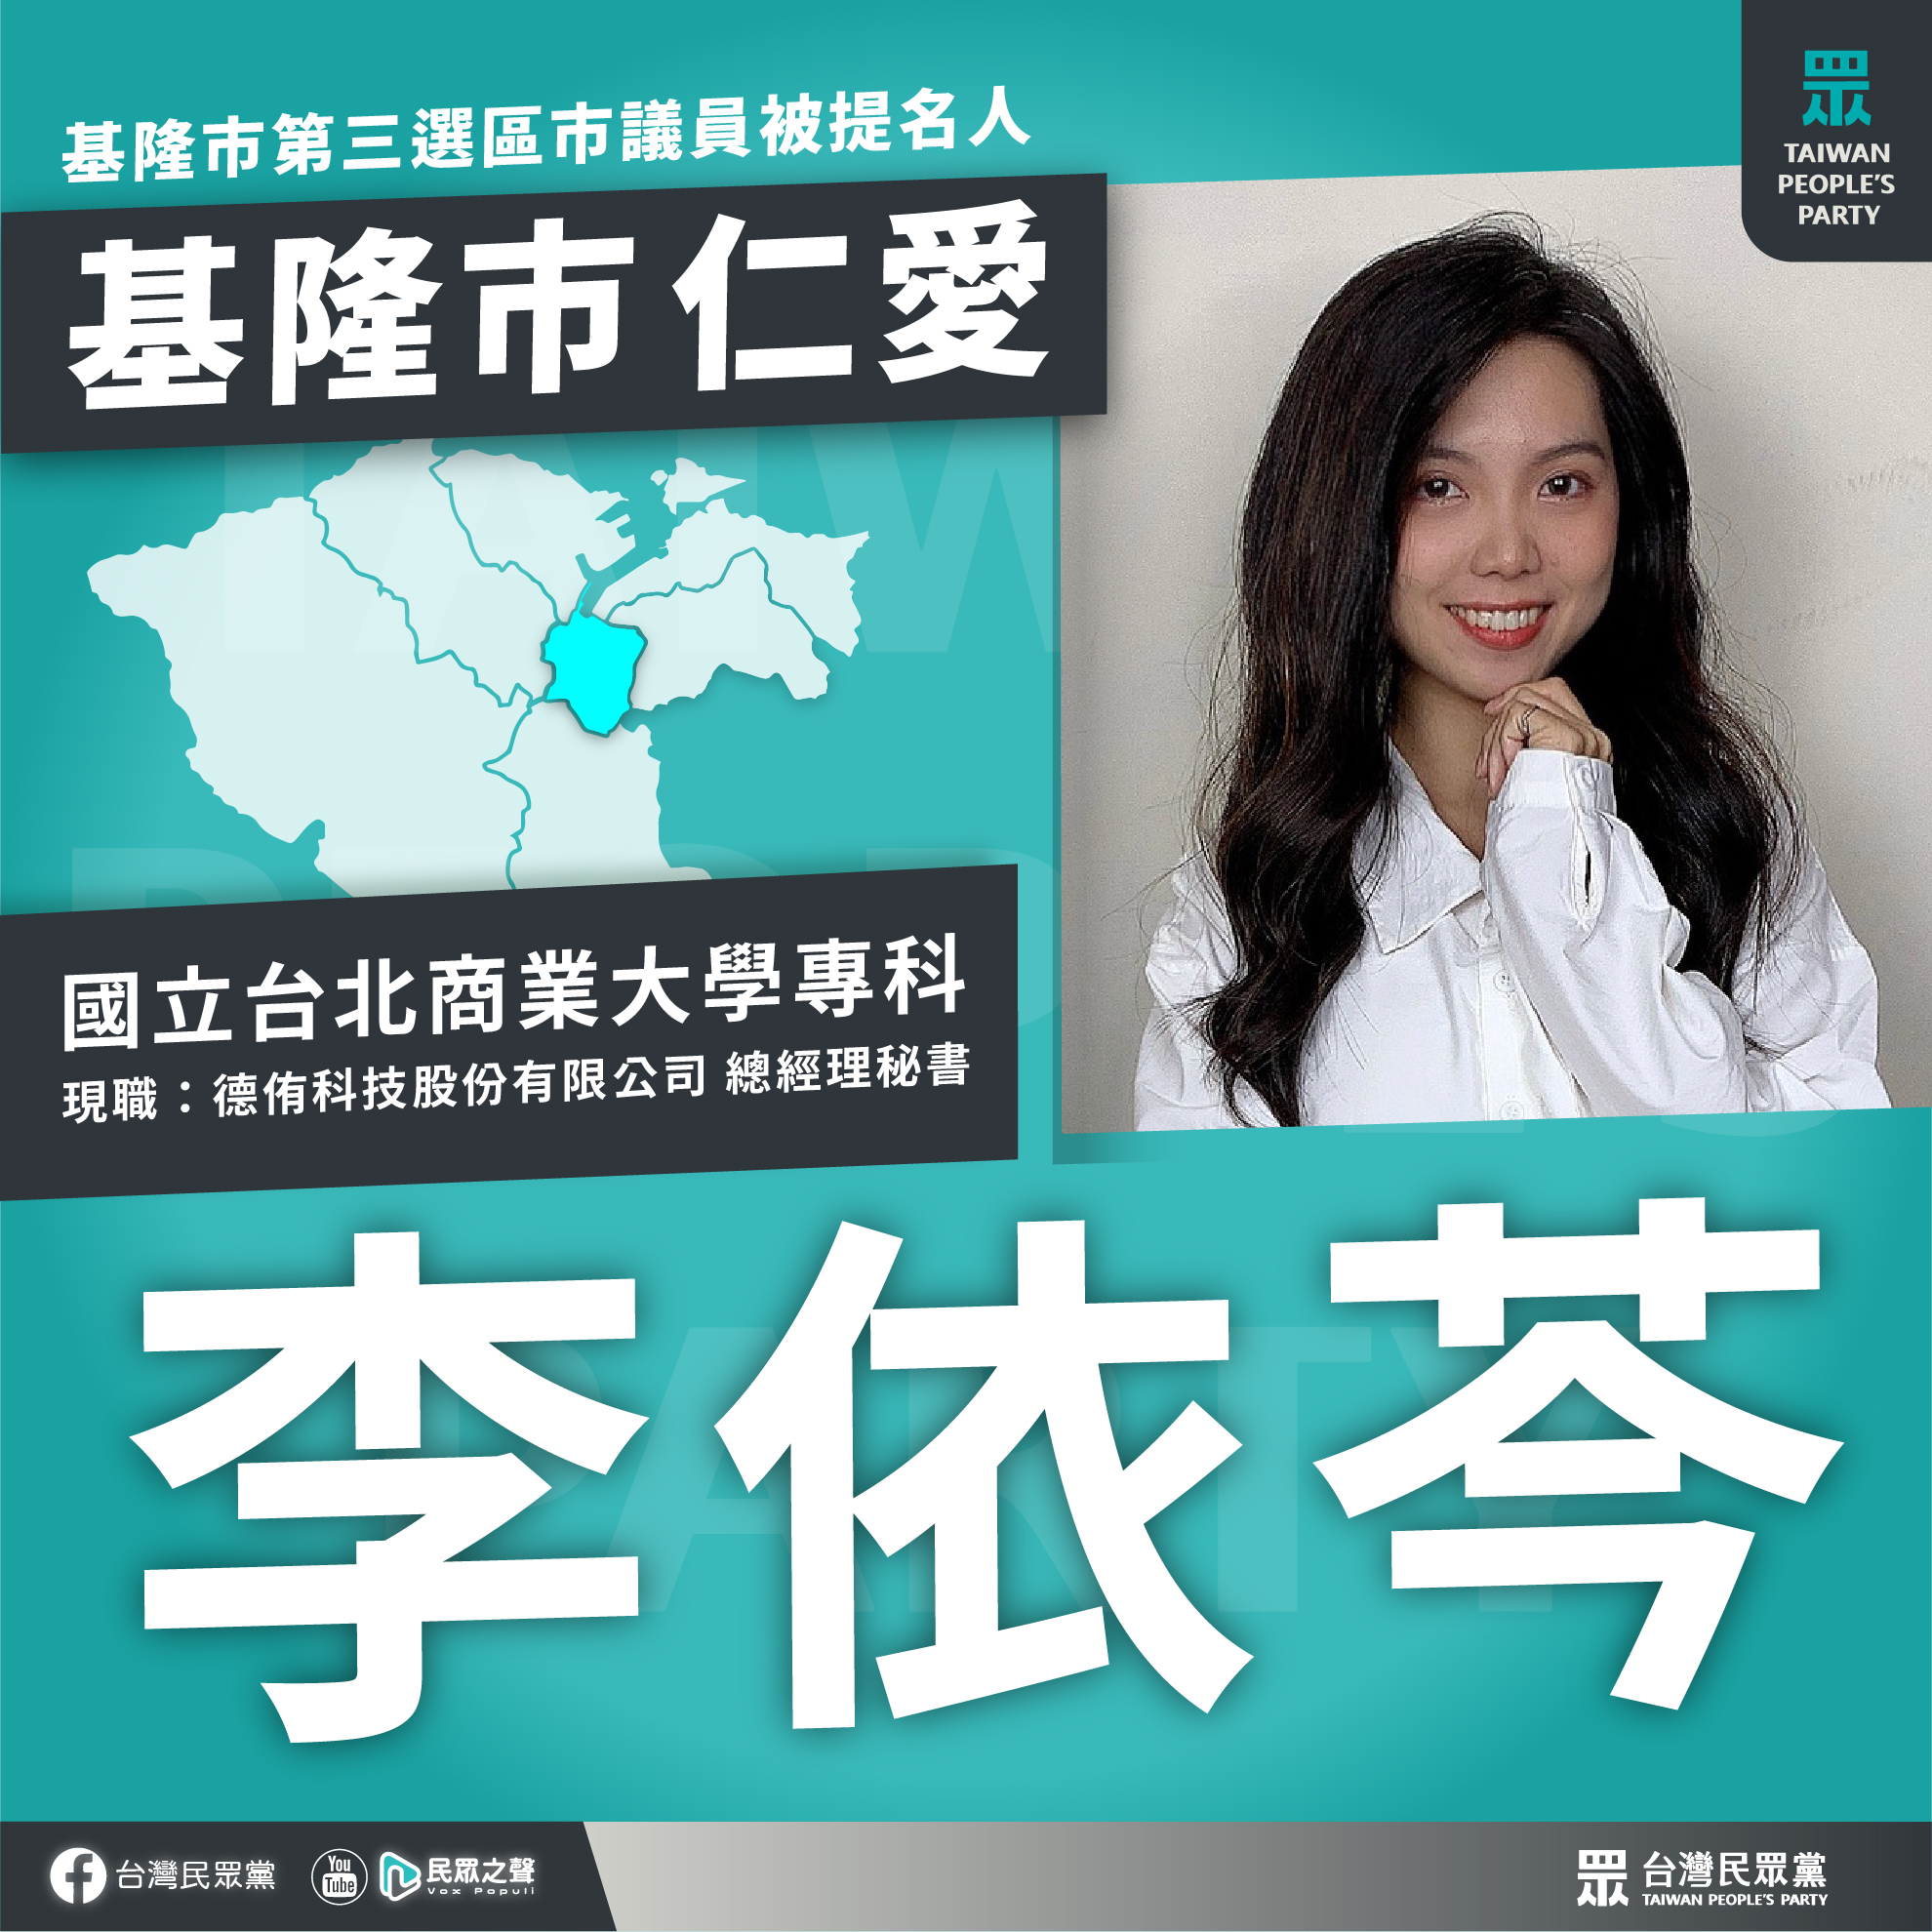 基隆市第三選區市議員被提名人
眾
TAIWAN
PEOPLE'S
PARTY
基隆市仁愛
國立台北商業大學專科
現職：德侑科技股份有限公司 總經理秘書
李依芩
台灣民眾黨
You
Tube
民眾之聲
Vox Populi
眾 台灣民眾黨
TAIWAN PEOPLE'S PARTY